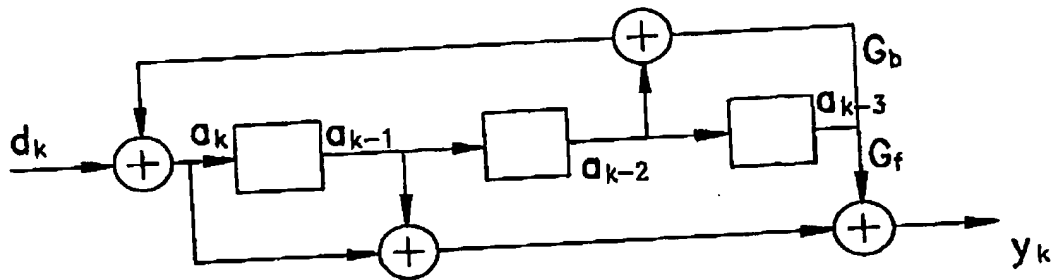 G_b
d_k
a_k
a_{k-1}
a_{k-2}
a_{k-3}
G_f
y_k